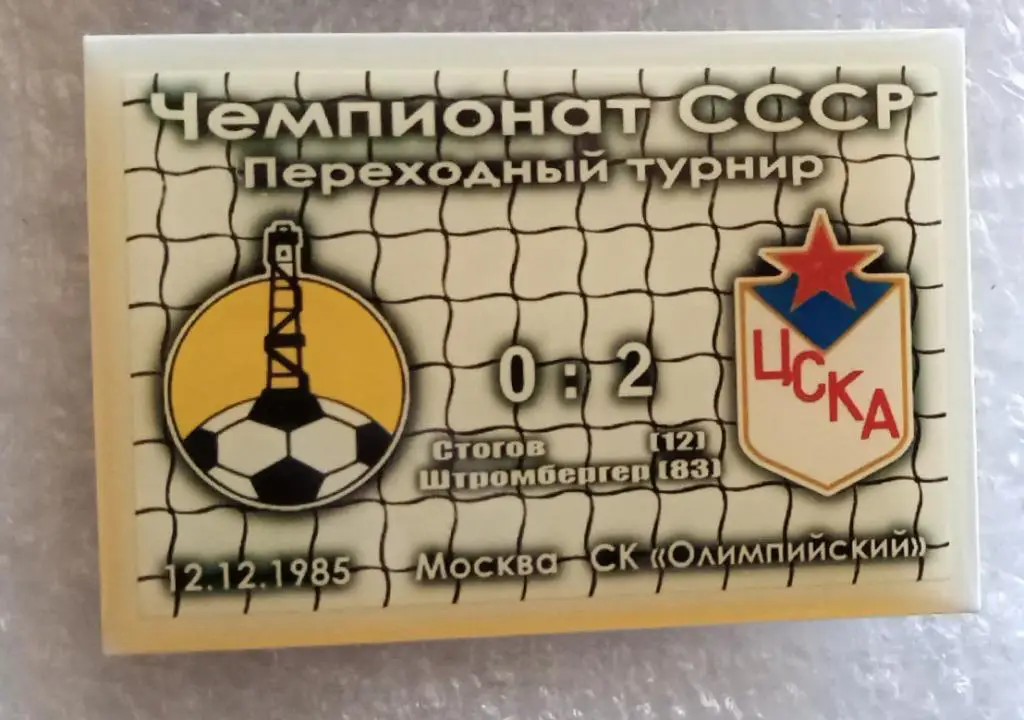 Чемпионат СССР
Переходный турнир
ЦСКА
0 : 2
Стогов (12)
Штромбергер (83)
12.12.1985 Москва СК «Олимпийский»